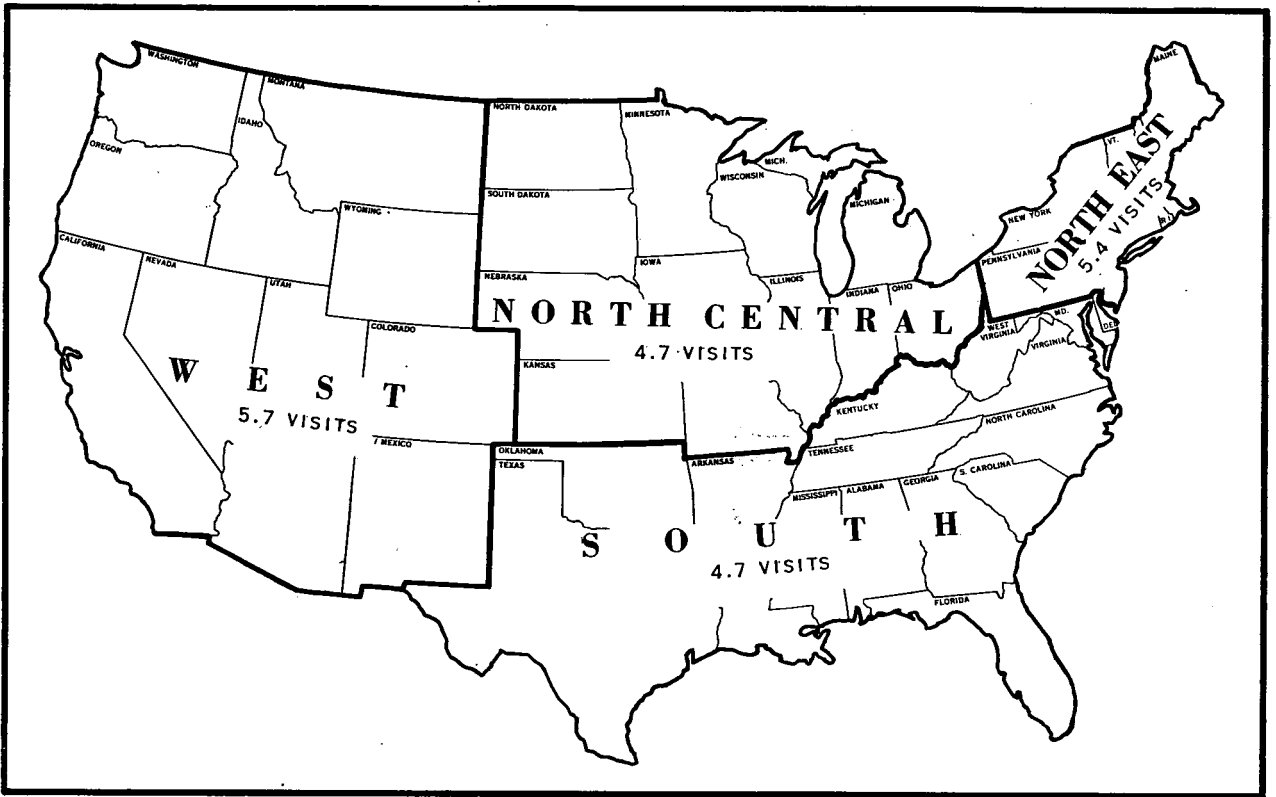 WASHINGTON
MONTANA
IDAHO
OREGON
NORTH DAKOTA
MINNESOTA
MAINE
VT.
MICH.
WISCONSIN
SOUTH DAKOTA
MICHIGAN
WYOMING
NEW YORK
NORTH EAST
5.4 VISITS
PENNSYLVANIA
CALIFORNIA
NEVADA
UTAH
NEBRASKA
IOWA
ILLINOIS
INDIANA
OHIO
NORTH CENTRAL
4.7 VISITS
COLORADO
KANSAS
WEST VIRGINIA
MD.
DEL
VIRGINIA
WEST
5.7 VISITS
KENTUCKY
NORTH CAROLINA
/ MEXICO
OKLAHOMA
TEXAS
ARKANSAS
TENNESSEE
S. CAROLINA
MISSISSIPPI
ALABAMA
GEORGIA
SOUTH
4.7 VISITS
FLORIDA